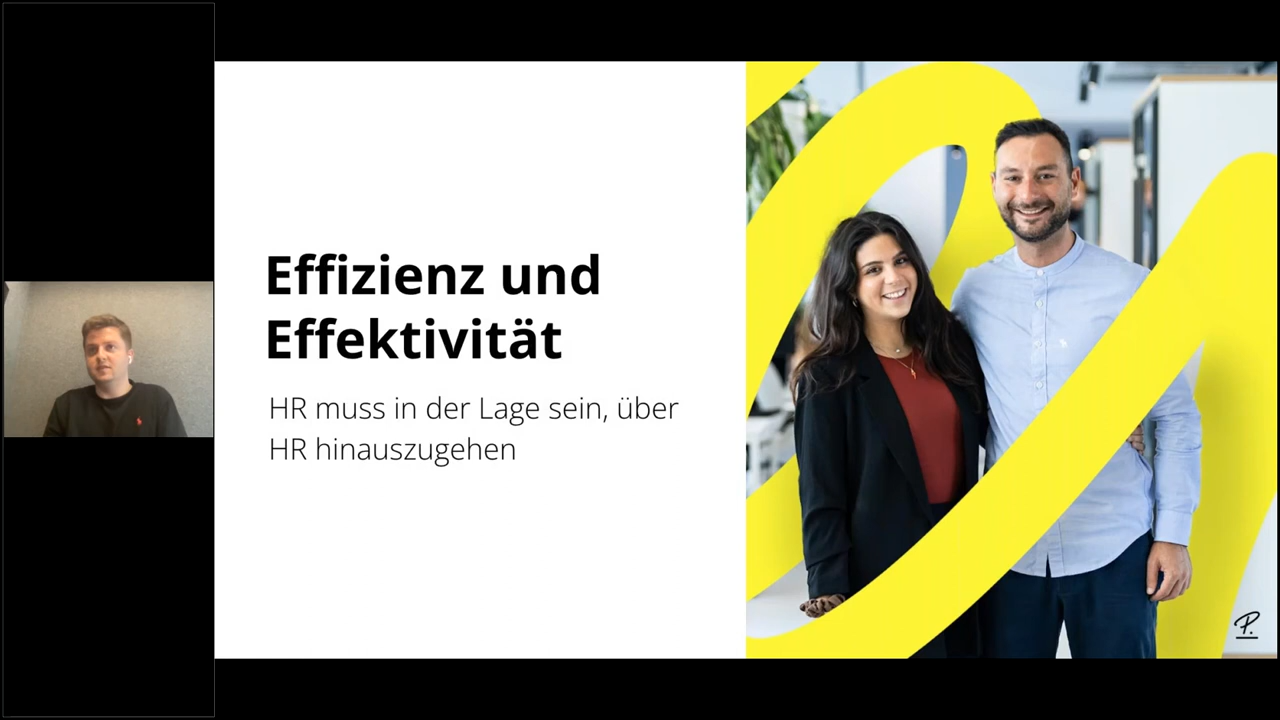 Effizienz und
Effektivität
HR muss in der Lage sein, über
HR hinauszugehen
P.